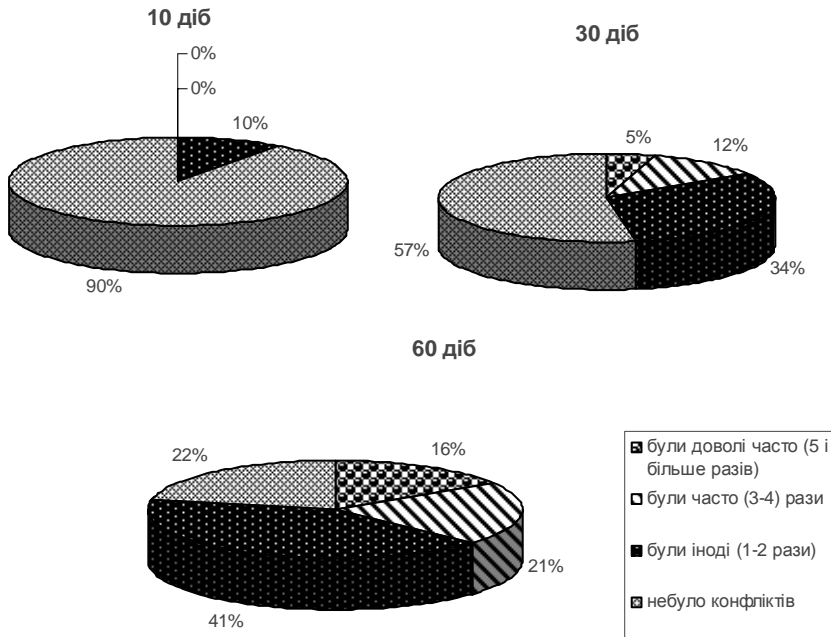 10 діб
0%
0%
10%
90%
30 діб
5%
12%
34%
57%
60 діб
16%
21%
41%
22%
були доволі часто (5 і
більше разів)
були часто (3-4) рази
були іноді (1-2 рази)
небуло конфліктів